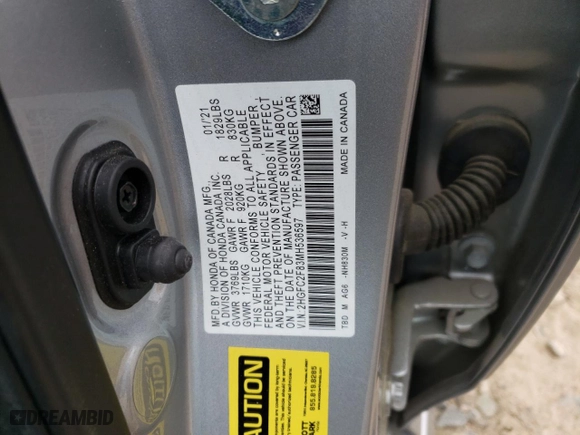 MFD. BY HONDA OF CANADA MFG. 01/21
A DIVISION OF HONDA CANADA INC.
GVWR 3769LBS GAWR F 2028LBS R 1829LBS
GVWR 1710KG GAWR F 920KG R 830KG
THIS VEHICLE CONFORMS TO ALL APPLICABLE
FEDERAL MOTOR VEHICLE SAFETY, BUMPER,
AND THEFT PREVENTION STANDARDS IN EFFECT
ON THE DATE OF MANUFACTURE SHOWN ABOVE.
V.I.N.:2HGFC2F83MH536597 TYPE:PASSENGER CAR
TBD M AG6 -NH830M -V -H MADE IN CANADA
CAUTION
855.819.8265
DREAMBID